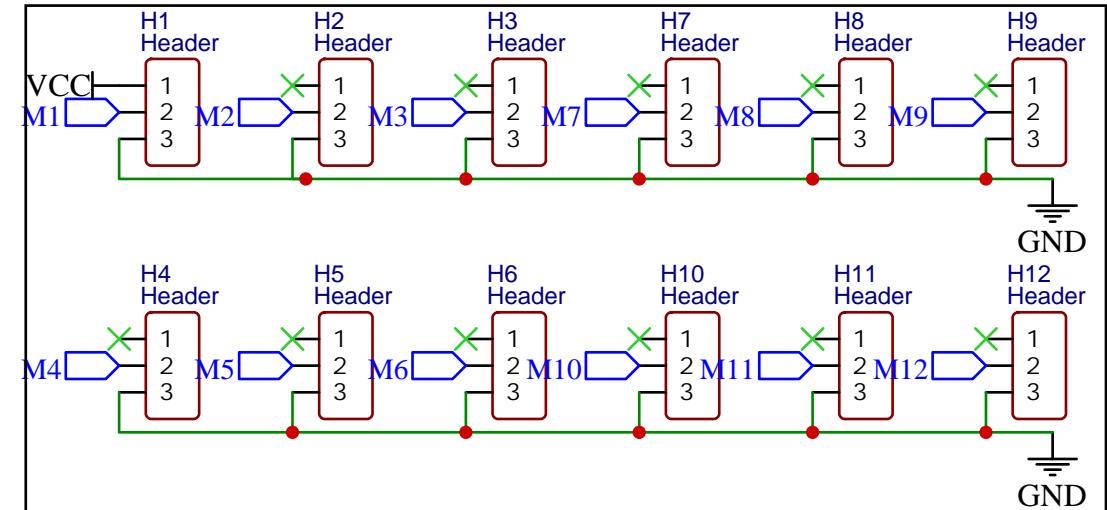 H1 H2 H3 H7 H8 H9
Header Header Header Header Header Header
VCC 1 1 1 1 1 1
M1 2 M2 2 M3 2 M7 2 M8 2 M9 2
3 3 3 3 3 3
GND
H4 H5 H6 H10 H11 H12
Header Header Header Header Header Header
1 1 1 1 1 1
M4 2 M5 2 M6 2 M10 2 M11 2 M12 2
3 3 3 3 3 3
GND